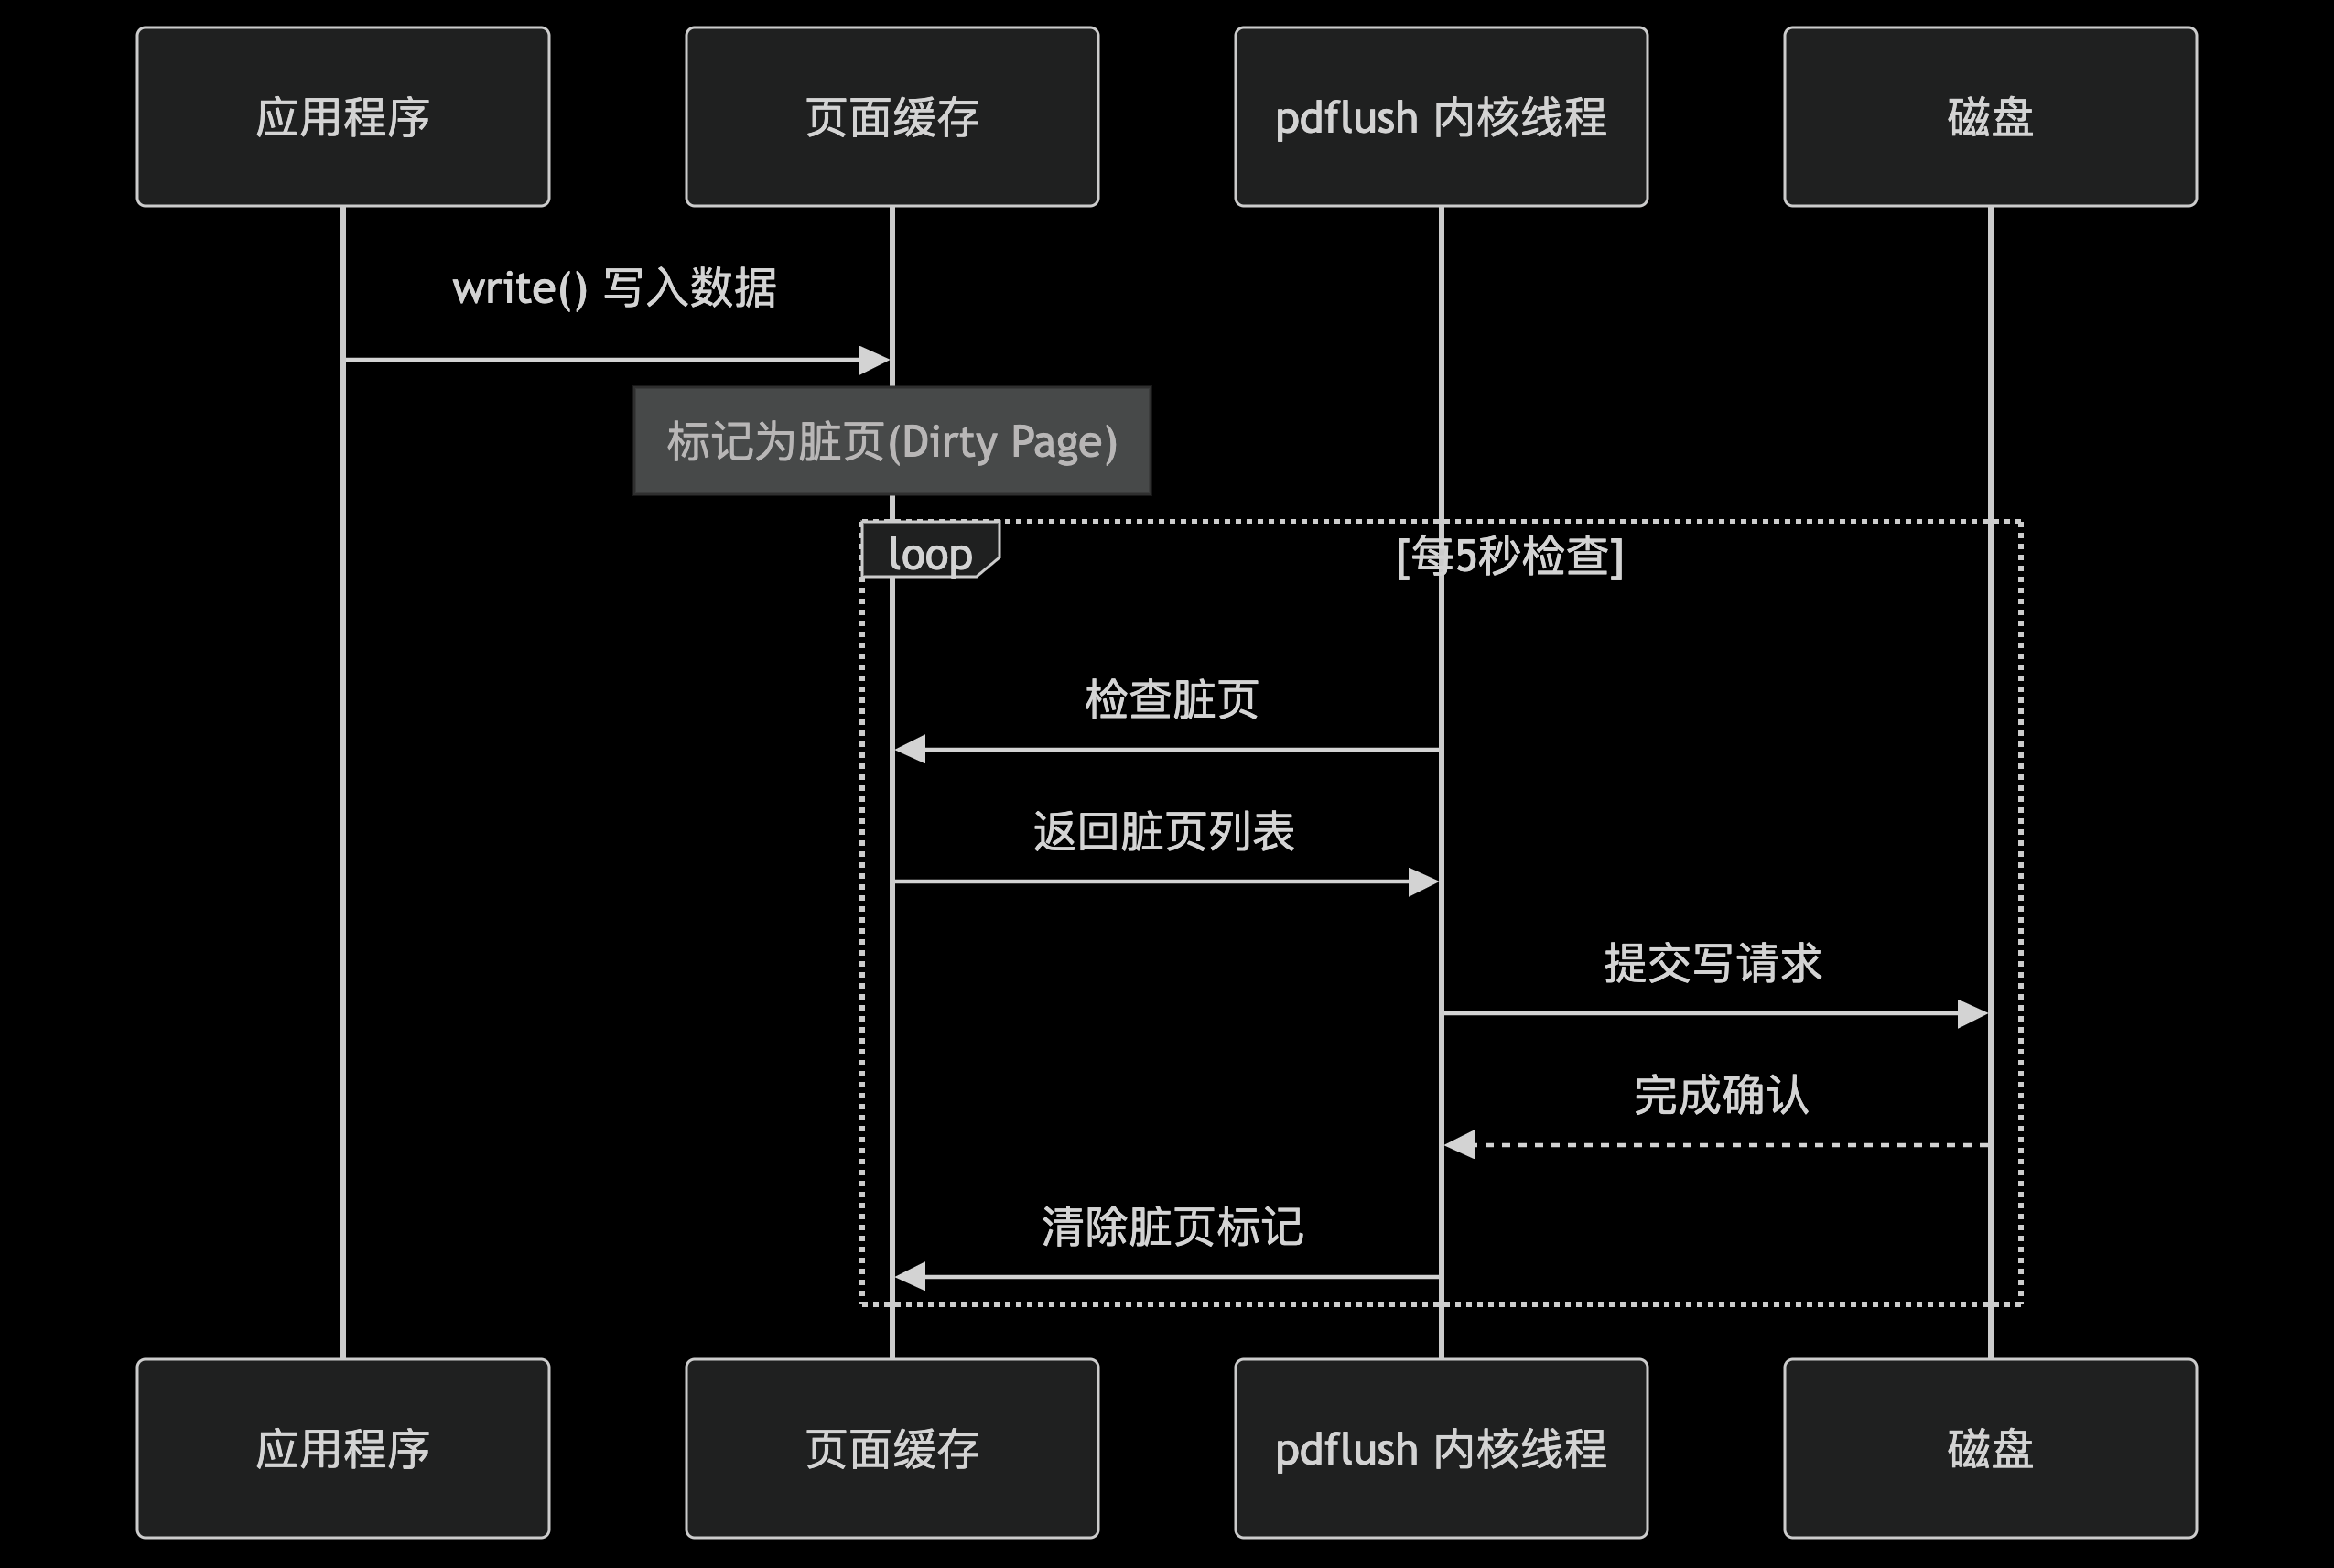 应用程序
页面缓存
pdflush 内核线程
磁盘
write() 写入数据
标记为脏页(Dirty Page)
loop
[每5秒检查]
检查脏页
返回脏页列表
提交写请求
完成确认
清除脏页标记
应用程序
页面缓存
pdflush 内核线程
磁盘